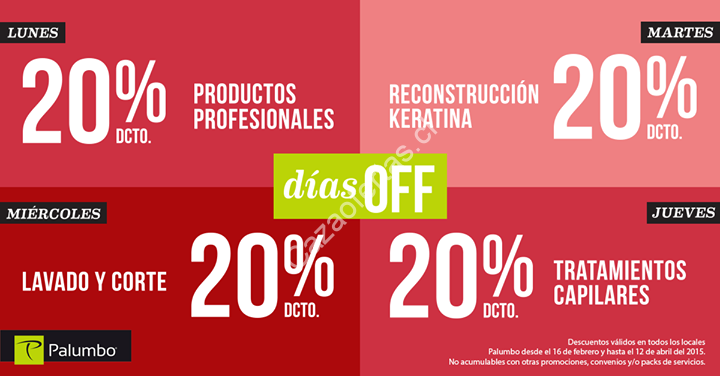 LUNES
20% DCTO.
PRODUCTOS
PROFESIONALES
MARTES
RECONSTRUCCIÓN
KERATINA
20% DCTO.
días OFF
MIÉRCOLES
LAVADO Y CORTE
20% DCTO.
JUEVES
20% DCTO.
TRATAMIENTOS
CAPILARES
Palumbo
Descuentos válidos en todos los locales
Palumbo desde el 16 de febrero y hasta el 12 de abril del 2015.
No acumulables con otras promociones, convenios y/o packs de servicios.